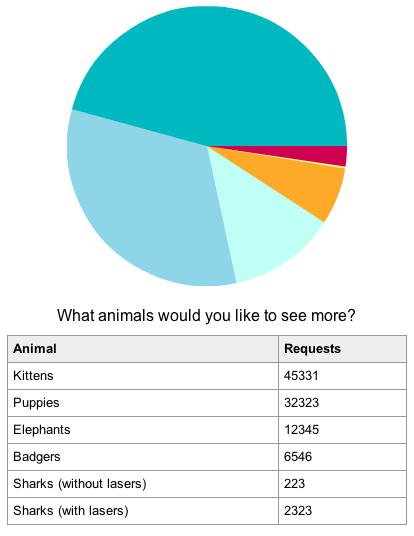 What animals would you like to see more?
Animal Requests
Kittens 45331
Puppies 32323
Elephants 12345
Badgers 6546
Sharks (without lasers) 223
Sharks (with lasers) 2323